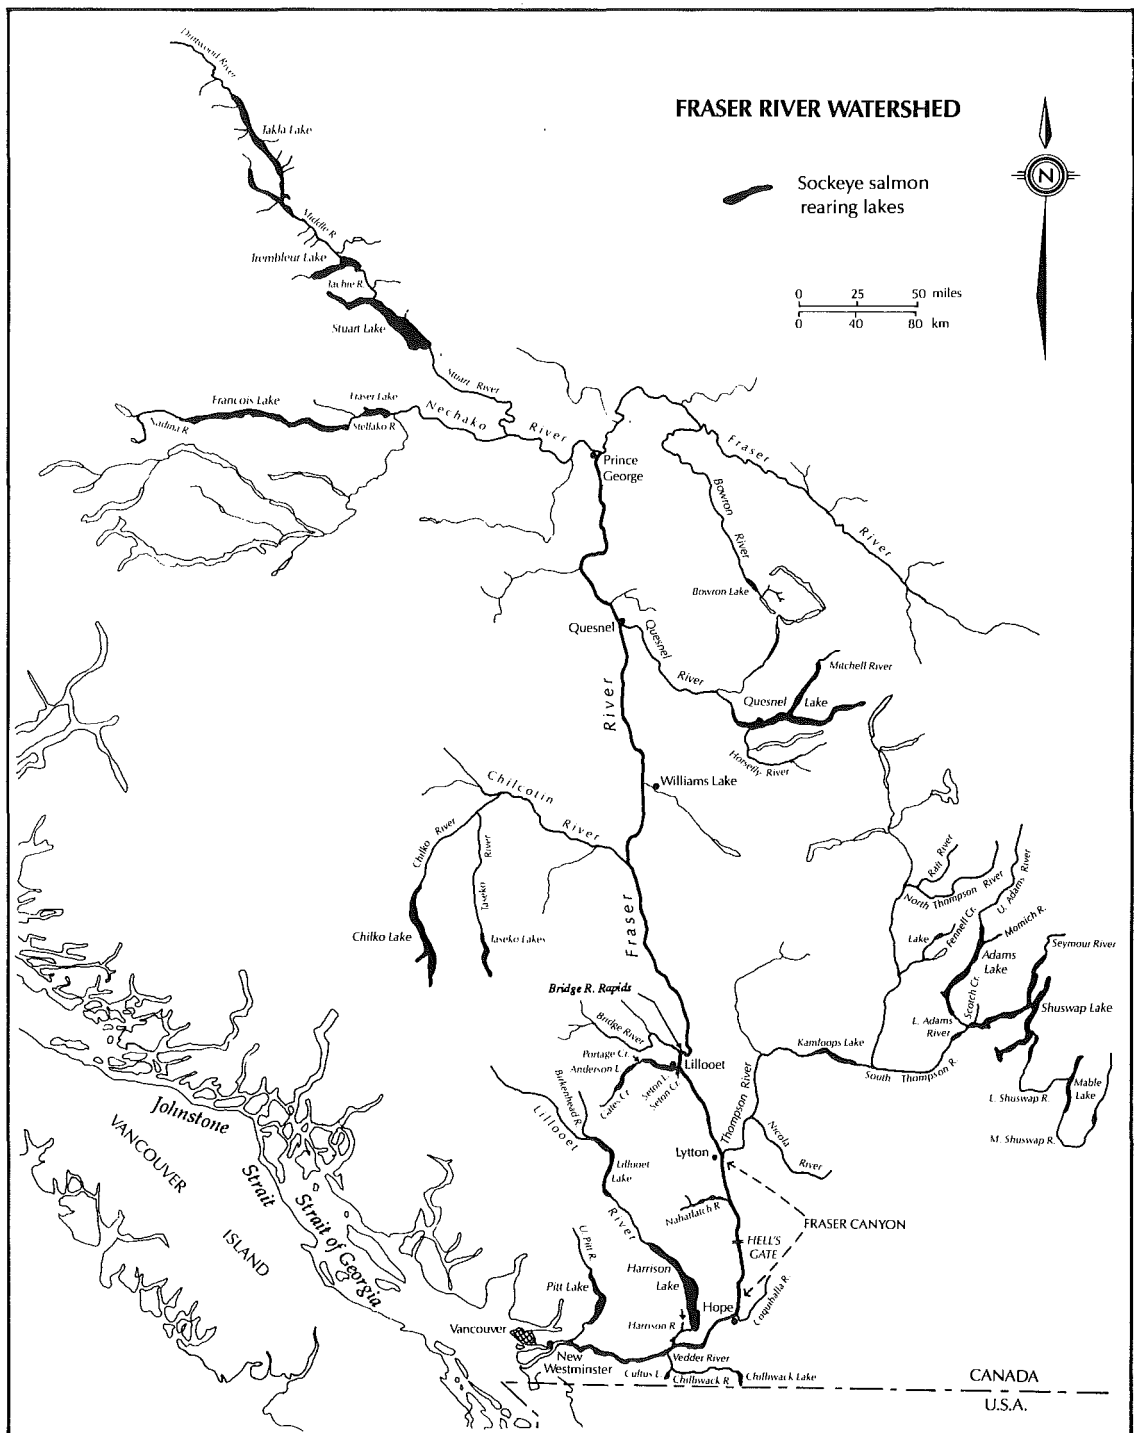 FRASER RIVER WATERSHED
Sockeye salmon
rearing lakes
N
0 25 50 miles
0 40 80 km
Driftwood River
Takla Lake
Middle R.
Trembleur Lake
Tachie R.
Stuart Lake
Stuart River
Francois Lake
Fraser Lake
Nadina R
Stellako R
Nechako
River
Prince
George
Fraser
River
Bowron
River
Bowron Lake
Quesnel
Quesnel
River
Mitchell River
Quesnel
Lake
Horsefly River
River
Williams Lake
Chilcotin
River
Chilko River
Taseko
River
Chilko Lake
Taseko Lakes
Fraser
Raft River
North Thompson River
U. Adams River
Fennell Cr.
Lake
Momich R.
Adams
Lake
Seymour River
Scotch Cr.
Shuswap Lake
L. Adams
River
Bridge R. Rapids
Bridge River
Portage Cr.
Anderson L.
Gates Cr.
Seton L.
Seton Cr.
Lillooet
Kamloops Lake
South Thompson R.
L. Shuswap R.
Mable
Lake
M. Shuswap R.
Thompson River
Nicola
River
Birkenhead R.
Lillooet
Lillooet
Lake
River
Lytton
Nahatlatch R
FRASER CANYON
HELL'S
GATE
Johnstone
Strait
VANCOUVER
ISLAND
Strait of Georgia
U. Pitt R.
Pitt Lake
Harrison
Lake
Harrison R
Hope
Coquihalla R.
Vancouver
New
Westminster
Vedder River
Cultus L.
Chilliwack R
Chilliwack Lake
CANADA
U.S.A.